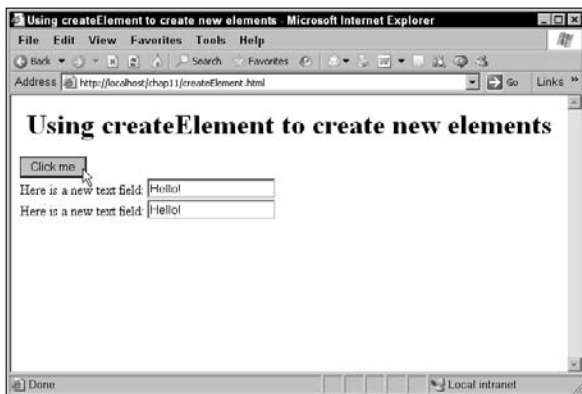 Using createElement to create new elements - Microsoft Internet Explorer
File Edit View Favorites Tools Help
Back Search Favorites
Address http://localhost/chap11/createElement.html Go Links »
Using createElement to create new elements
Click me
Here is a new text field: Hello!
Here is a new text field: Hello!
Done Local intranet